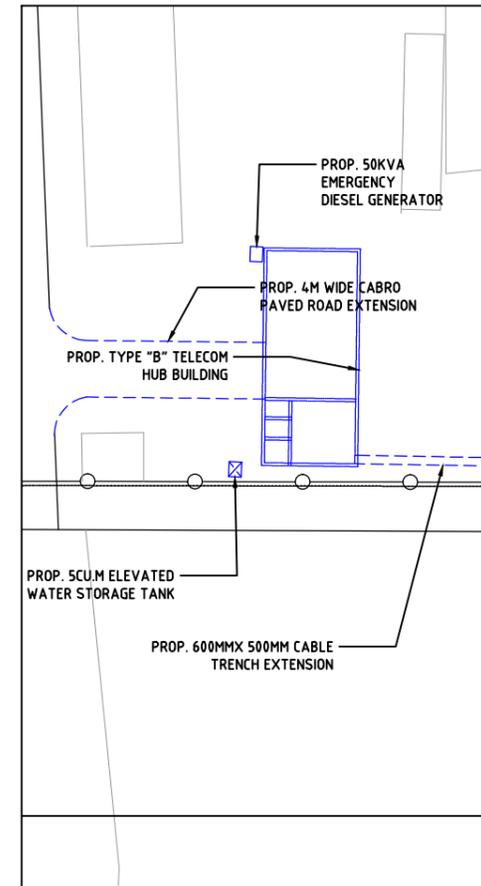 PROP. 50KVA
EMERGENCY
DIESEL GENERATOR
PROP. 4M WIDE CABRO
PAVED ROAD EXTENSION
PROP. TYPE "B" TELECOM
HUB BUILDING
PROP. 5CU.M ELEVATED
WATER STORAGE TANK
PROP. 600MMX 500MM CABLE
TRENCH EXTENSION